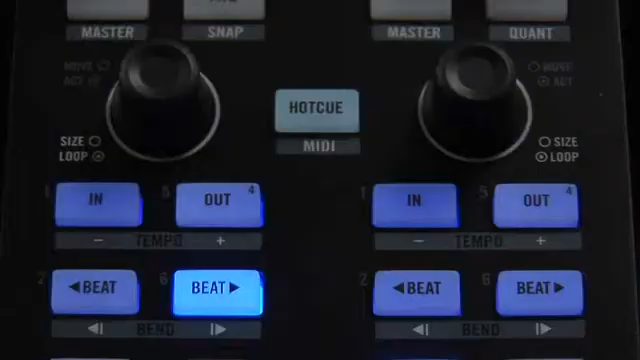 MASTER SNAP MASTER QUANT
MOVE MOVE
ACT ACT
HOTCUE
MIDI
SIZE SIZE
LOOP LOOP
1 5 1 5
IN OUT 4 IN OUT 4
− TEMPO + − TEMPO +
2 6 2 6
◀BEAT BEAT▶ ◀BEAT BEAT▶
BEND BEND